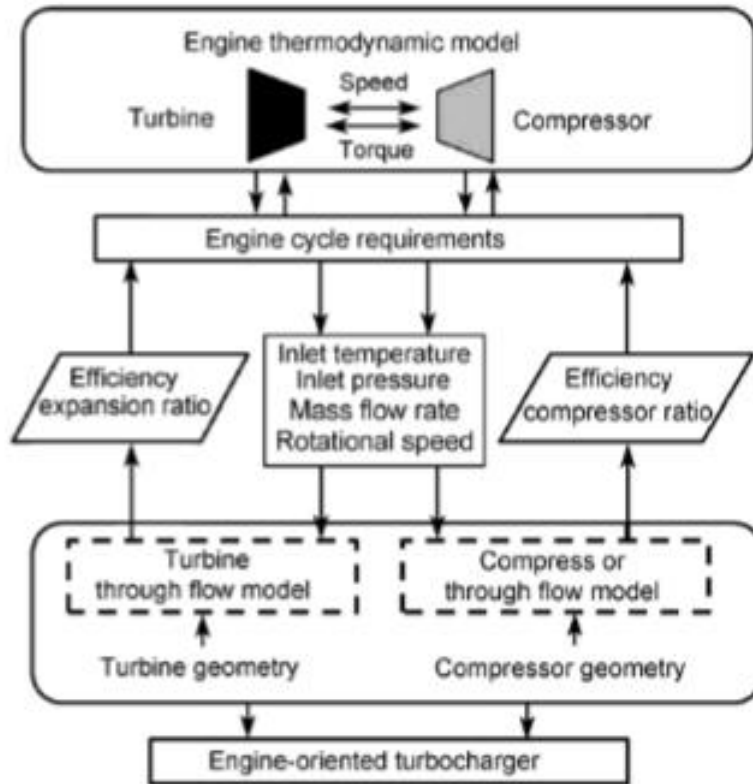 Engine thermodynamic model
Speed
Turbine
Compressor
Torque
Engine cycle requirements
Efficiency
expansion ratio
Inlet temperature
Inlet pressure
Mass flow rate
Rotational speed
Efficiency
compressor ratio
Turbine
through flow model
Compress or
through flow model
Turbine geometry
Compressor geometry
Engine-oriented turbocharger